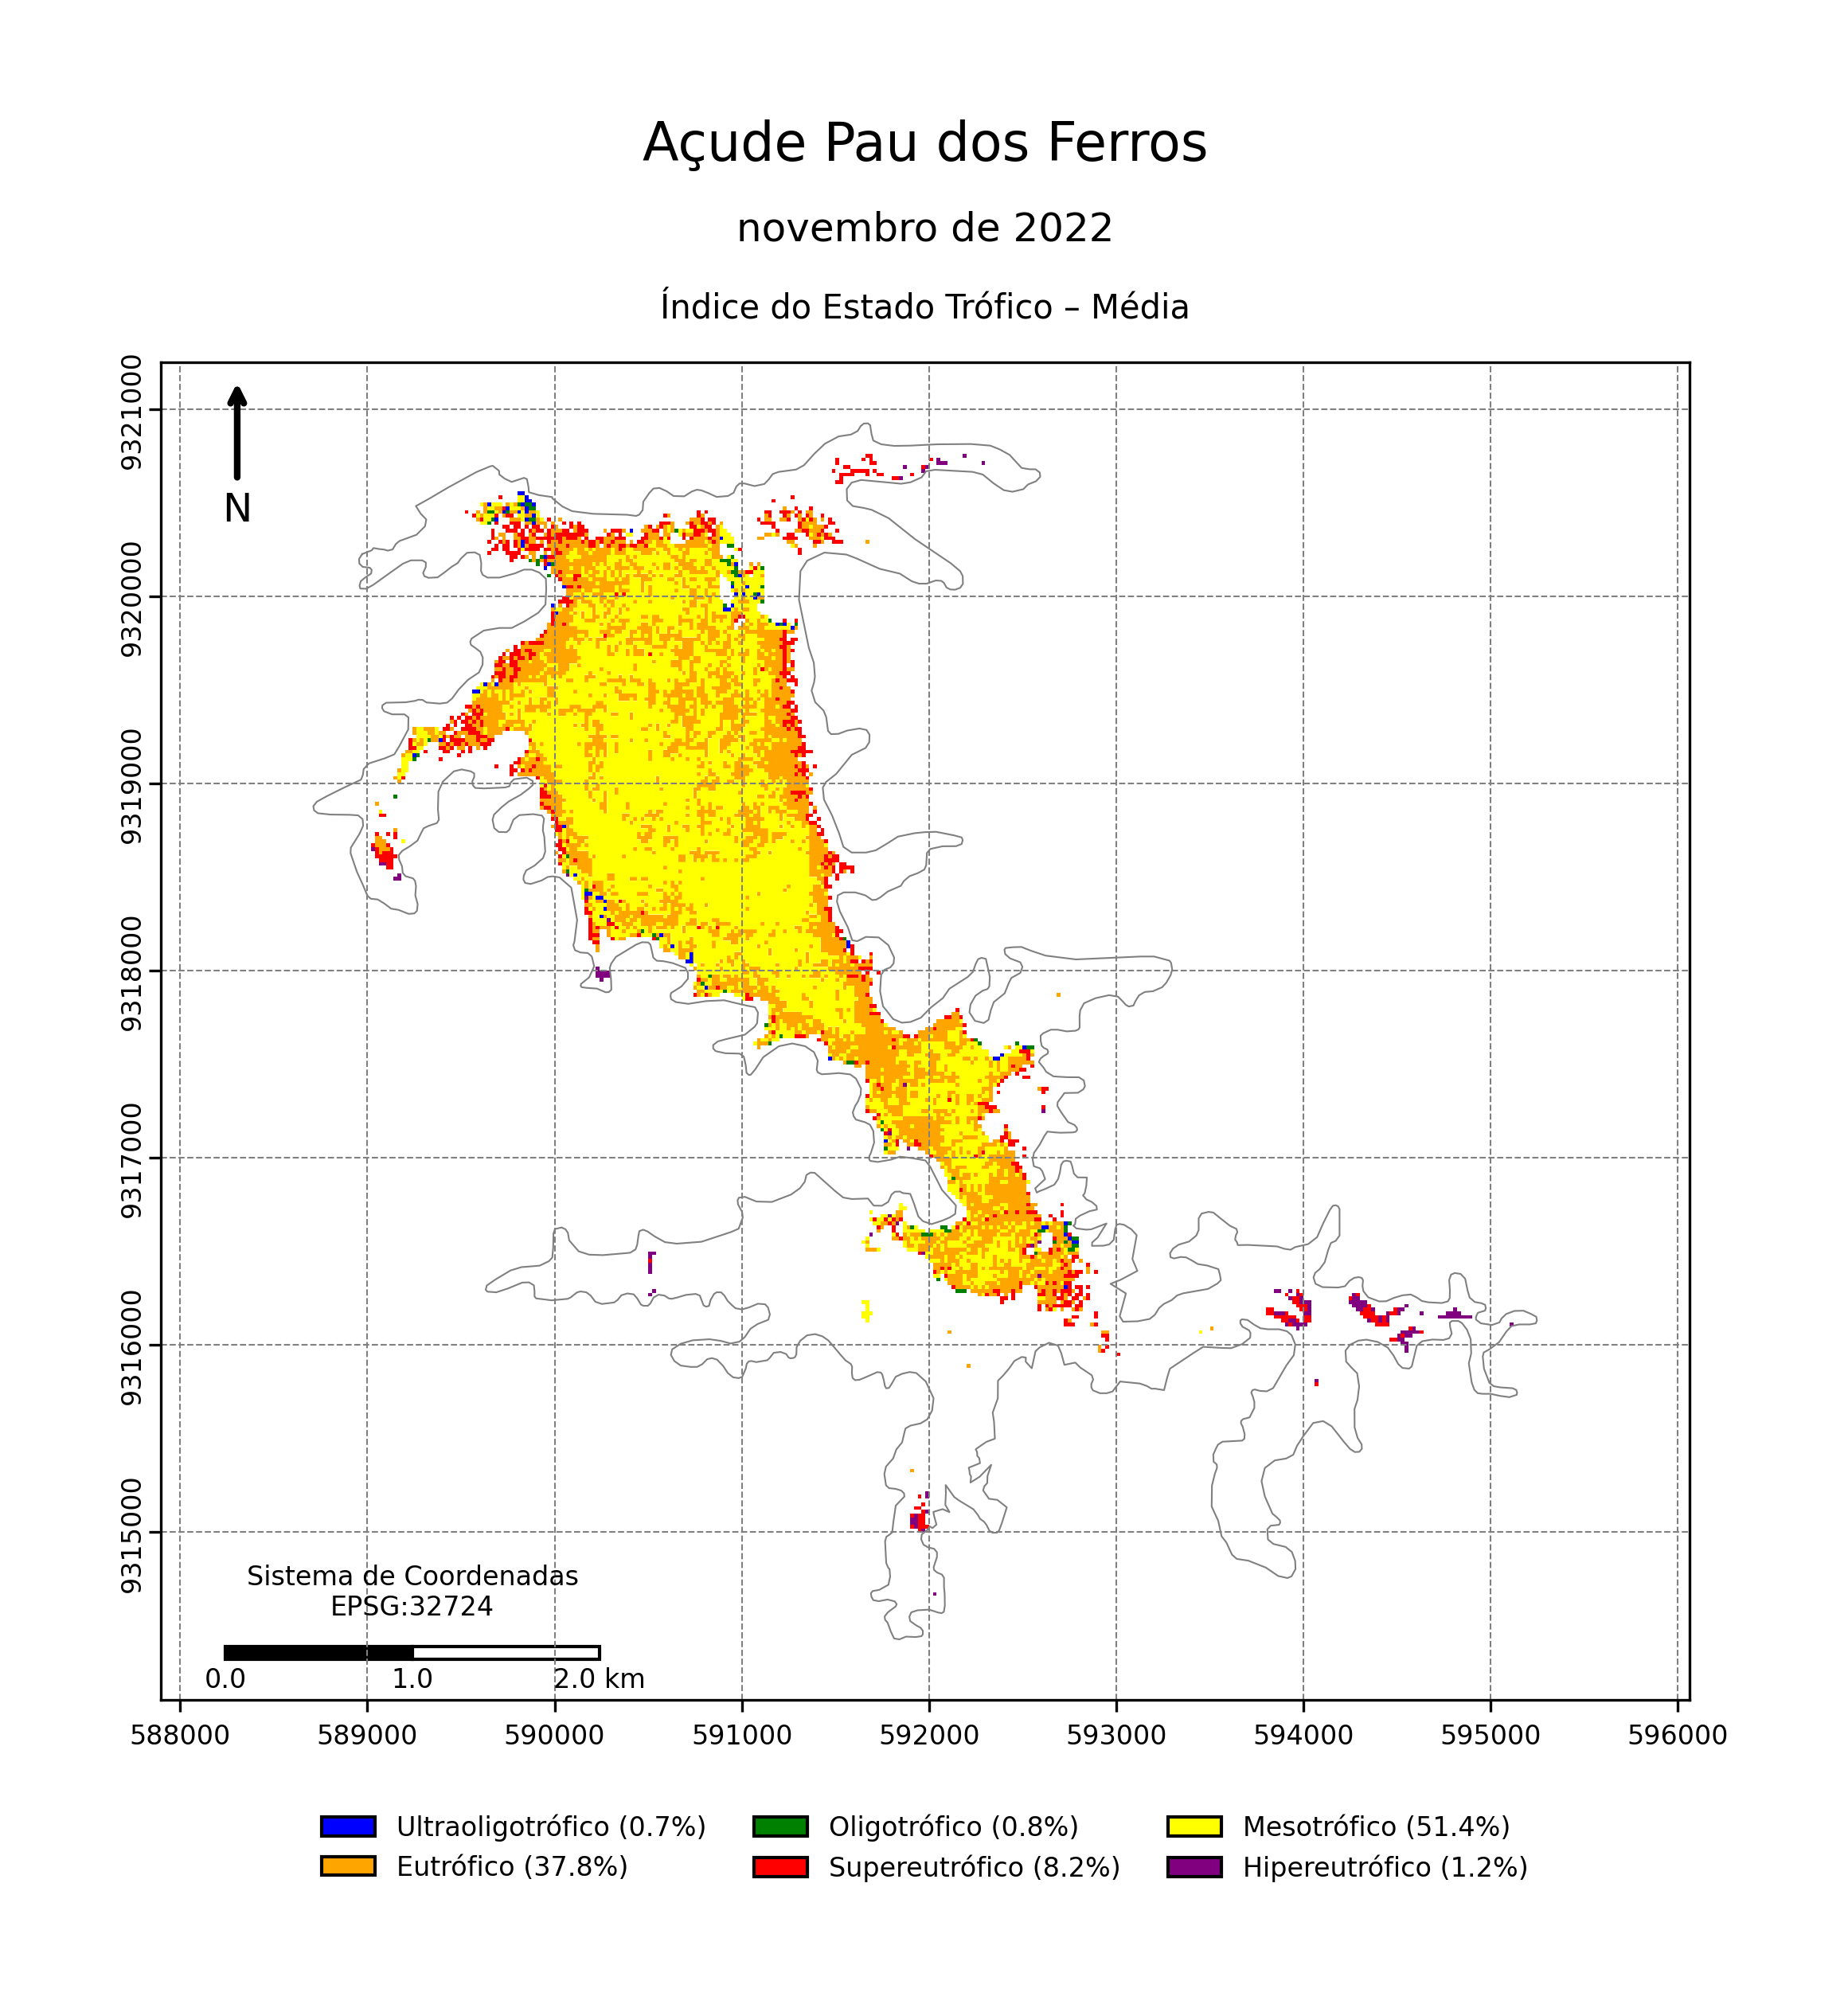 Açude Pau dos Ferros
novembro de 2022
Índice do Estado Trófico – Média
9321000
9320000
9319000
9318000
9317000
9316000
9315000
N
Sistema de Coordenadas
EPSG:32724
0.0 1.0 2.0 km
588000 589000 590000 591000 592000 593000 594000 595000 596000
Ultraoligotrófico (0.7%) Oligotrófico (0.8%) Mesotrófico (51.4%)
Eutrófico (37.8%) Supereutrófico (8.2%) Hipereutrófico (1.2%)